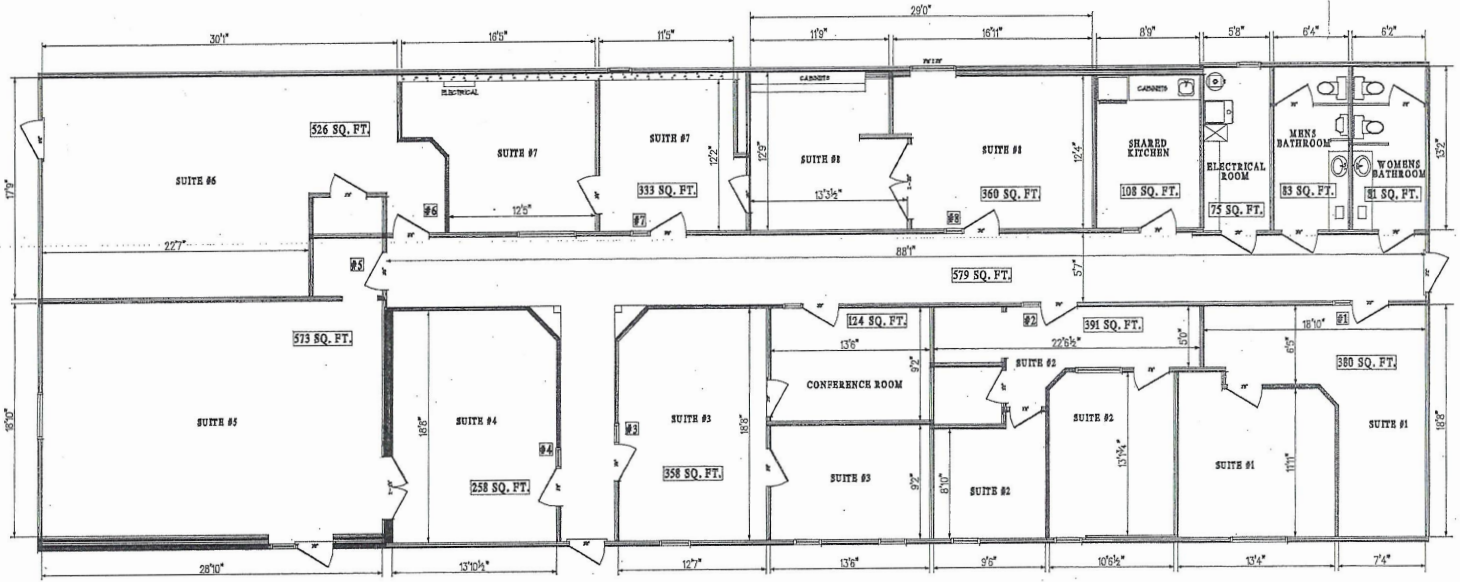 29'0"
30'1"
16'5"
11'5"
11'9"
16'11"
8'9"
5'8"
6'4"
6'2"
CABINETS
ELECTRICAL
CABINETS
526 SQ. FT.
SUITE #7
SUITE #7
12'2"
12'9"
SUITE #8
SUITE #8
12'4"
SHARED
KITCHEN
MENS
BATHROOM
13'2"
17'9"
SUITE #6
ELECTRICAL
ROOM
WOMENS
BATHROOM
333 SQ. FT.
13'3½"
360 SQ. FT.
108 SQ. FT.
83 SQ. FT.
81 SQ. FT.
#6
12'5"
#7
#8
75 SQ. FT.
22'7"
88'1"
#5
579 SQ. FT.
5'7"
573 SQ. FT.
124 SQ. FT.
#2
391 SQ. FT.
#1
18'10"
13'6"
22'6½"
5'0"
6'5"
9'2"
SUITE #2
380 SQ. FT.
CONFERENCE ROOM
18'10"
SUITE #5
18'8"
SUITE #4
SUITE #3
18'8"
SUITE #2
SUITE #1
18'8"
#3
#4
13'1¾"
11'11"
SUITE #1
258 SQ. FT.
358 SQ. FT.
SUITE #3
9'2"
8'10"
SUITE #2
28'10"
13'10½"
12'7"
13'6"
9'6"
10'6½"
13'4"
7'4"